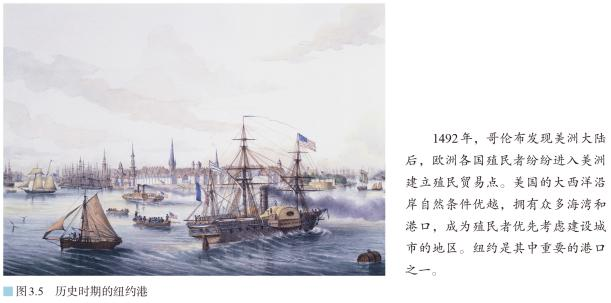 1492年，哥伦布发现美洲大陆
后，欧洲各国殖民者纷纷进入美洲
建立殖民贸易点。美国的大西洋沿
岸自然条件优越，拥有众多海湾和
港口，成为殖民者优先考虑建设城
市的地区。纽约是其中重要的港口
之一。
图3.5 历史时期的纽约港